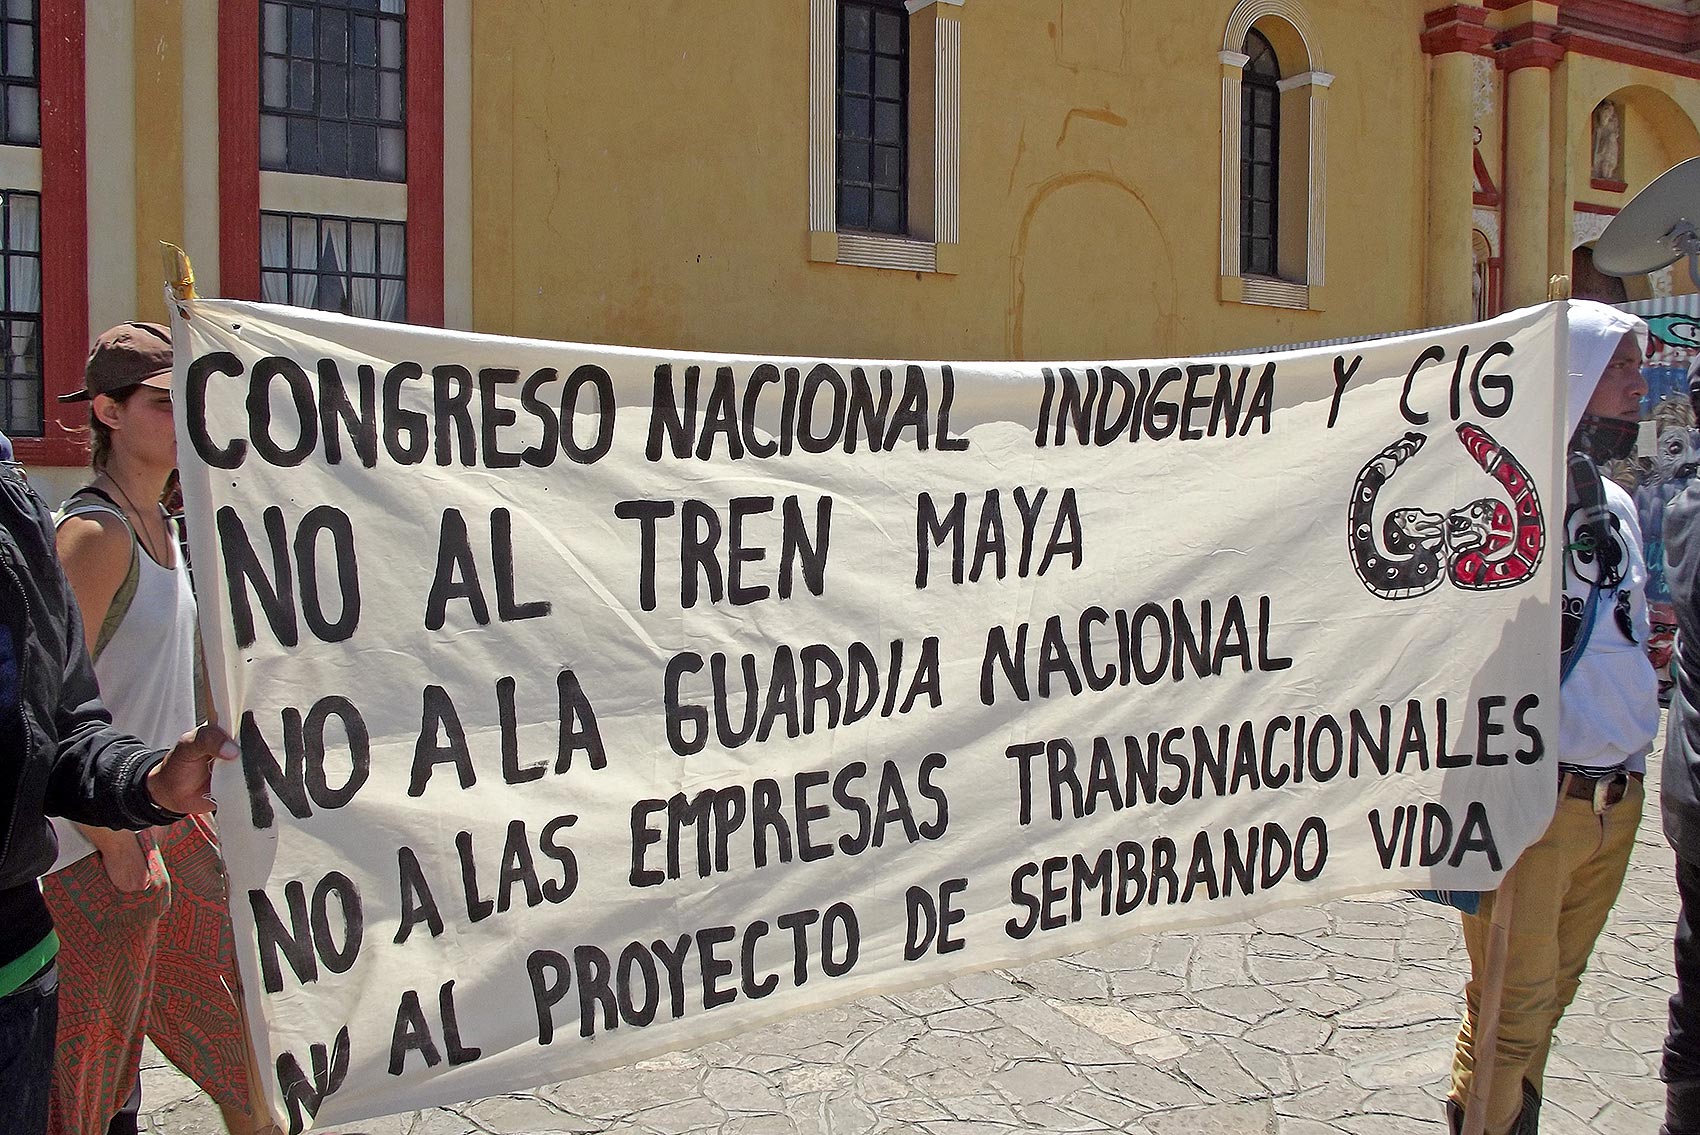 CONGRESO NACIONAL INDIGENA Y CIG
NO AL TREN MAYA
NO A LA GUARDIA NACIONAL
NO A LAS EMPRESAS TRANSNACIONALES
NO AL PROYECTO DE SEMBRANDO VIDA